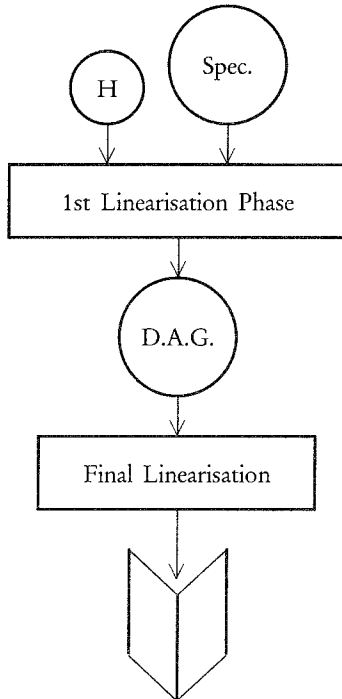 H
Spec.
1st Linearisation Phase
D.A.G.
Final Linearisation